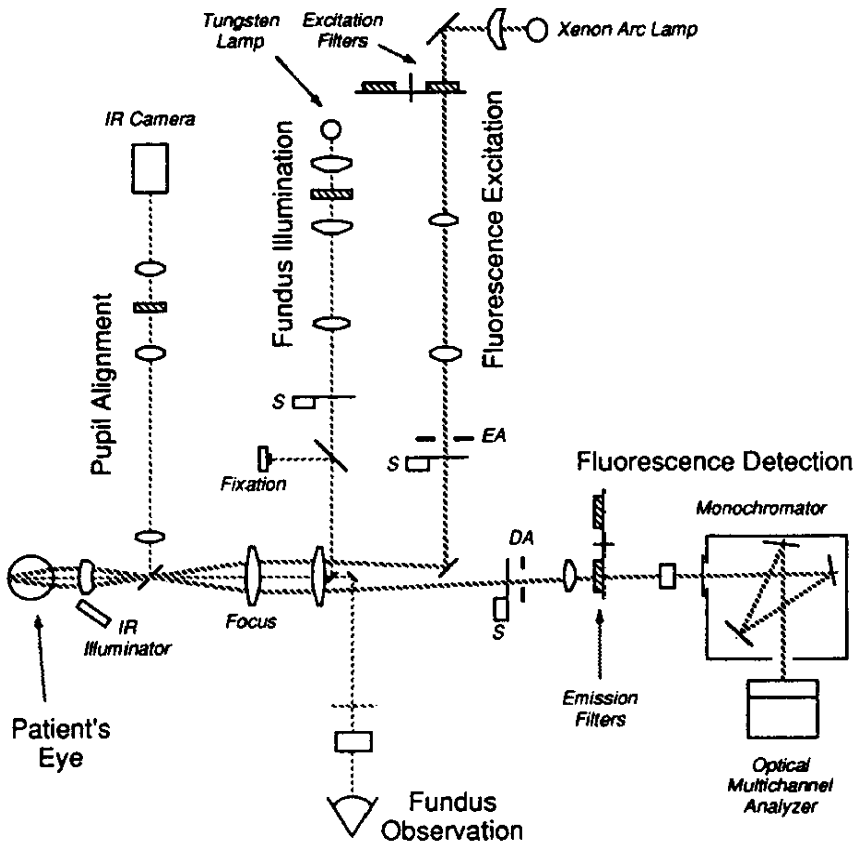 Tungsten
Lamp
Excitation
Filters
Xenon Arc Lamp
IR Camera
Fundus Illumination
Fluorescence Excitation
Pupil Alignment
S
EA
S
Fixation
Fluorescence Detection
Monochromator
DA
Focus
S
IR
Illuminator
Emission
Filters
Patient's
Eye
Optical
Multichannel
Analyzer
Fundus
Observation